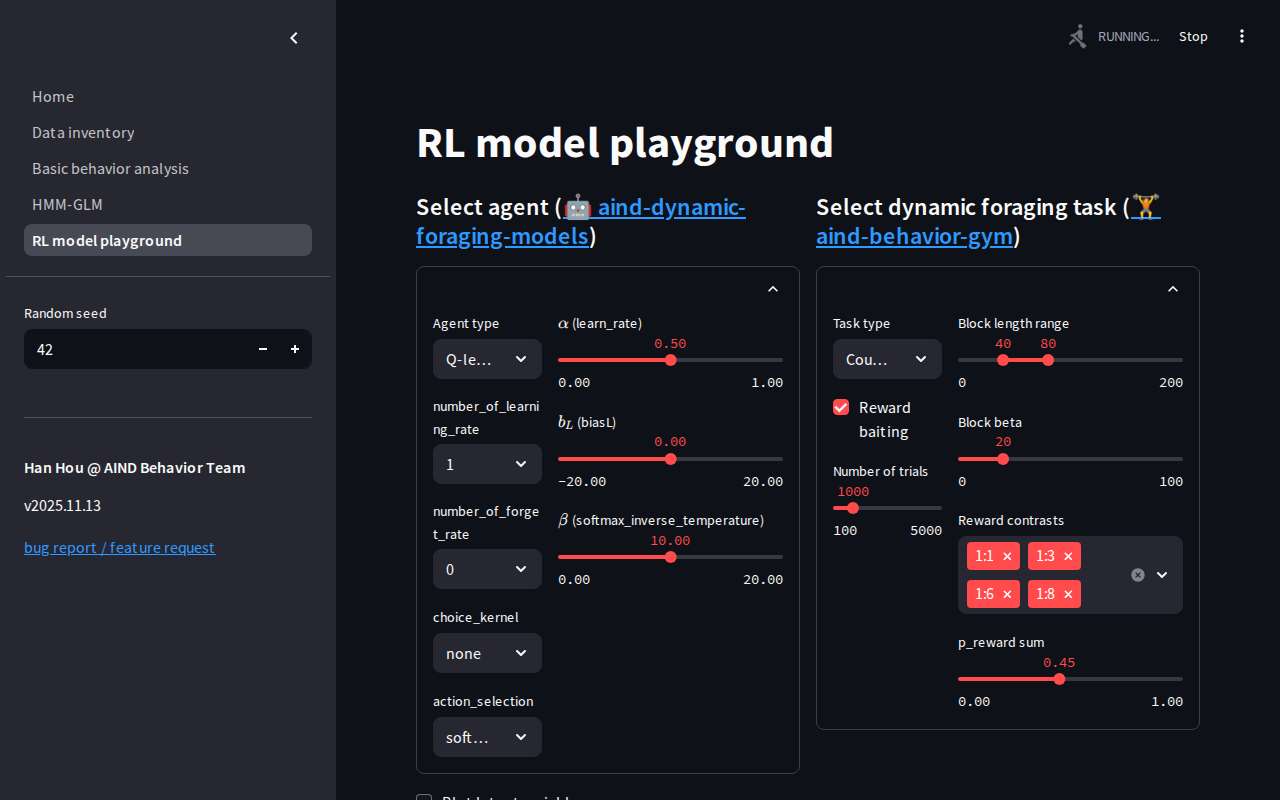 RUNNING...
Stop
Home
Data inventory
Basic behavior analysis
HMM-GLM
RL model playground
Random seed
42
Han Hou @ AIND Behavior Team
v2025.11.13
bug report / feature request
RL model playground
Select agent (🤖 aind-dynamic-
foraging-models)
Agent type
Q-le...
number_of_learni
ng_rate
1
number_of_forge
t_rate
0
choice_kernel
none
action_selection
soft...
α (learn_rate)
0.50
0.00 1.00
b_L (biasL)
0.00
−20.00 20.00
β (softmax_inverse_temperature)
10.00
0.00 20.00
Select dynamic foraging task (🏋
aind-behavior-gym)
Task type
Cou...
Reward
baiting
Number of trials
1000
100 5000
Block length range
40 80
0 200
Block beta
20
0 100
Reward contrasts
1:1 1:3
1:6 1:8
p_reward sum
0.45
0.00 1.00